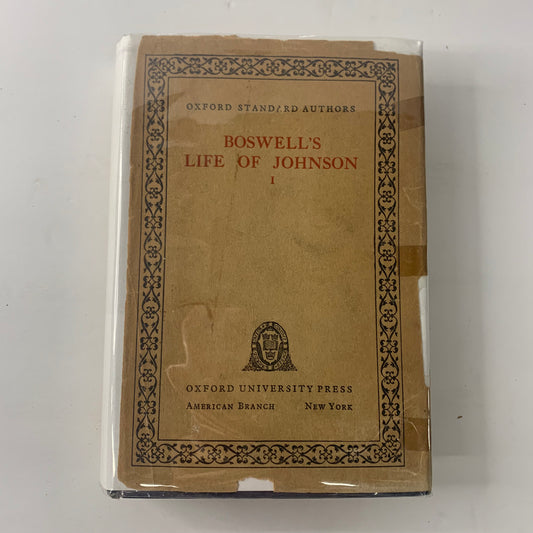 OXFORD STANDARD AUTHORS
BOSWELL'S
LIFE OF JOHNSON
I
OXFORD UNIVERSITY PRESS
AMERICAN BRANCH NEW YORK